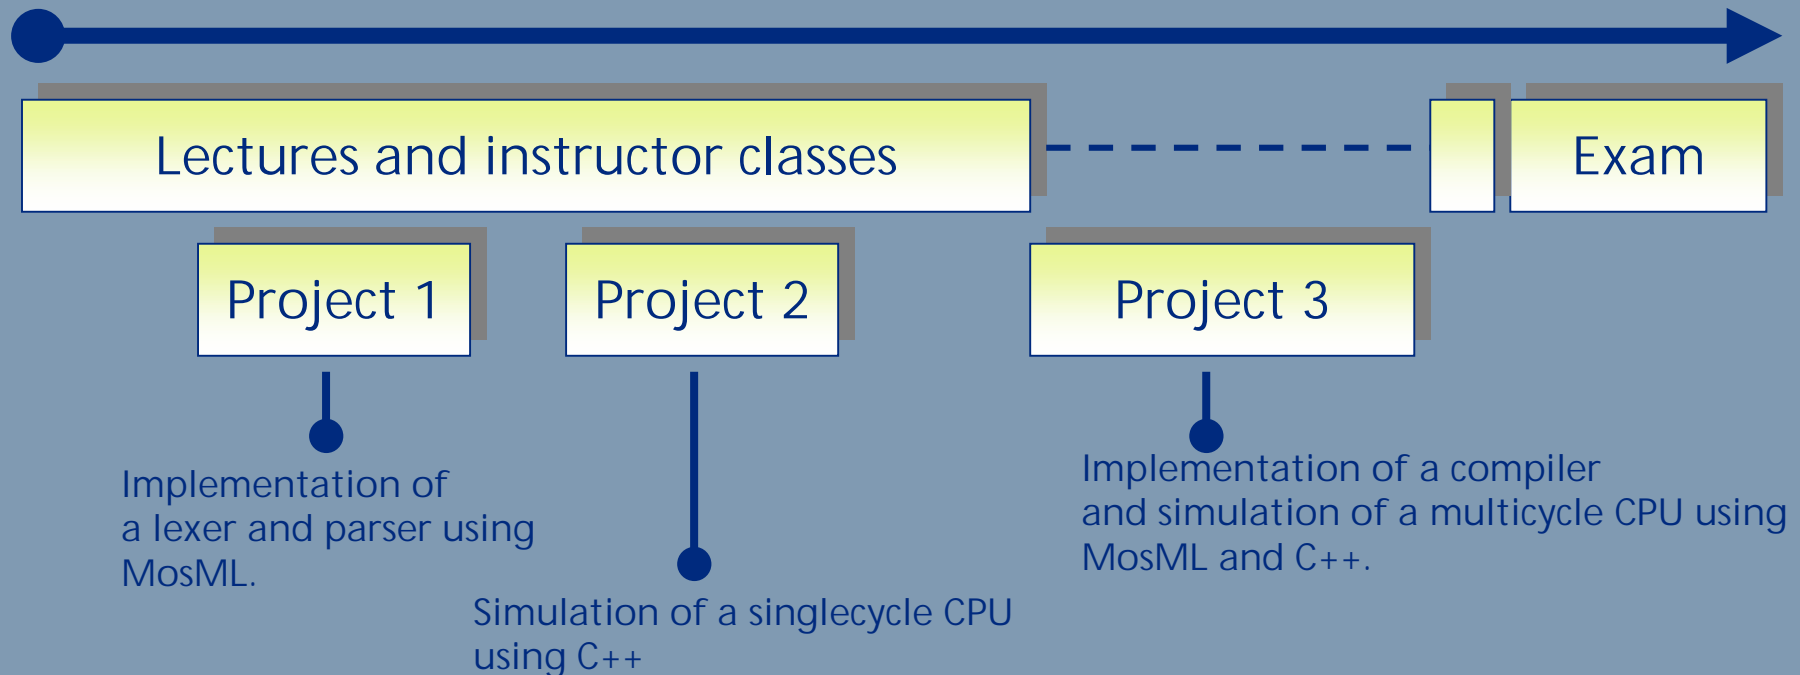 Lectures and instructor classes
Exam
Project 1
Project 2
Project 3
Implementation of
a lexer and parser using
MosML.
Simulation of a singlecycle CPU
using C++
Implementation of a compiler
and simulation of a multicycle CPU using
MosML and C++.